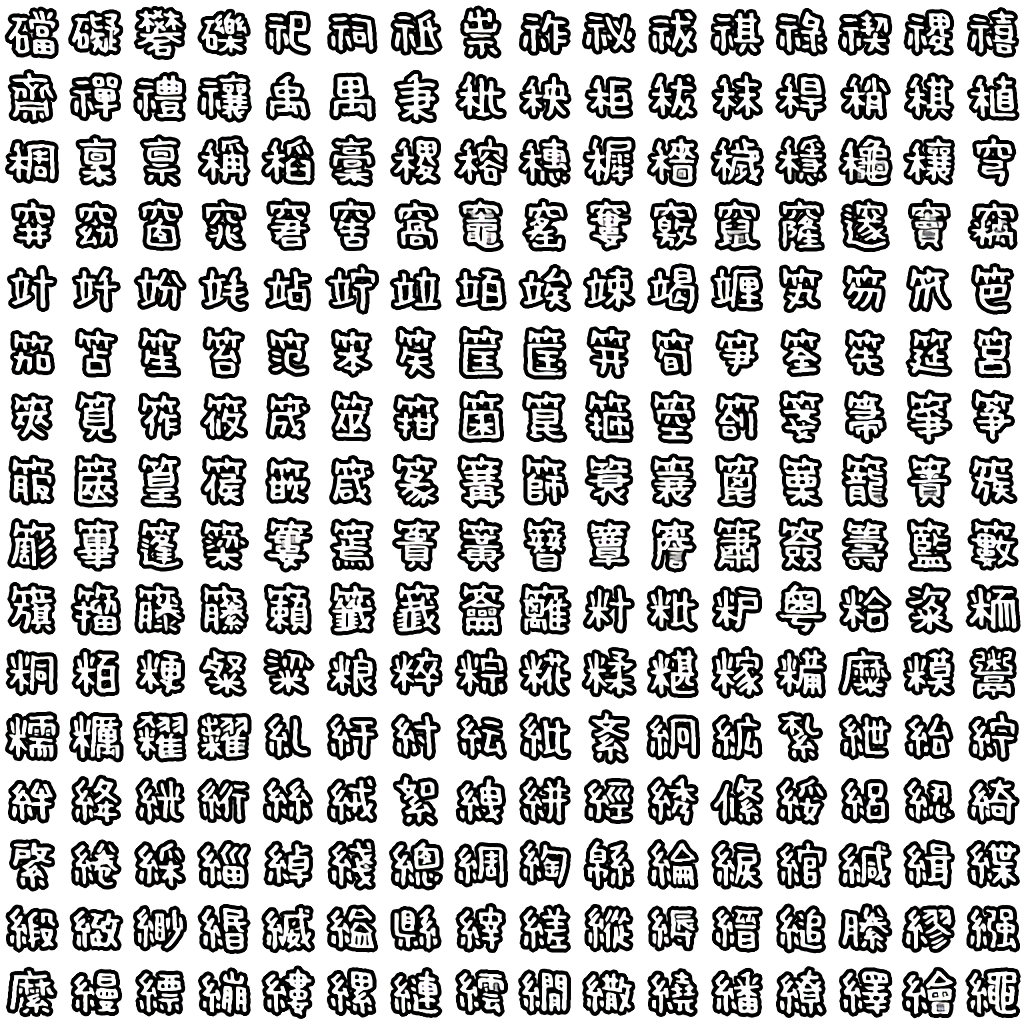 礑礙礬礫祀祠祗祟祚祕祓祺祿禊禝禧
齋禪禮禳禹禺秉秕秧秬秡秣稈稍稘稙
稠稟禀稱稻稾稷穃穗穉穡穢穩龝穰穹
穽窈窗窕窘窖窩竈窰窶竅竄窿邃竇竊
竍竏竕竓站竚竝竡竢竦竭竰笂笏笊笆
笳笘笙笞笵笨笶筐筺笄筍笋筌筅筵筥
筴筧筰筱筬筮箝箘箟箍箜箚箋箒箏筝
箙篋篁篌篏箴篆篝篩簑簔篦篥籠簀簇
簓篳篷簗簍篶簣簧簪簟簷簫簽籌籃籔
籏籀籐籘籟籤籖籥籬籵粃粐粤粭粢粫
粡粨粳粲粱粮粹粽糀糅糂糘糒糜糢鬻
糯糲糴糶糺紆紂紜紕紊絅絋紮紲紿紵
絆絳絖絎絲絨絮絏絣經綉絛綏絽綛綺
綮綣綵緇綽綫總綢綯緜綸綟綰緘緝緤
緞緻緲緡縅縊縣縡縒縱縟縉縋縢繆繦
縻縵縹繃縷縲縺繧繝繖繞繙繚繹繪繩